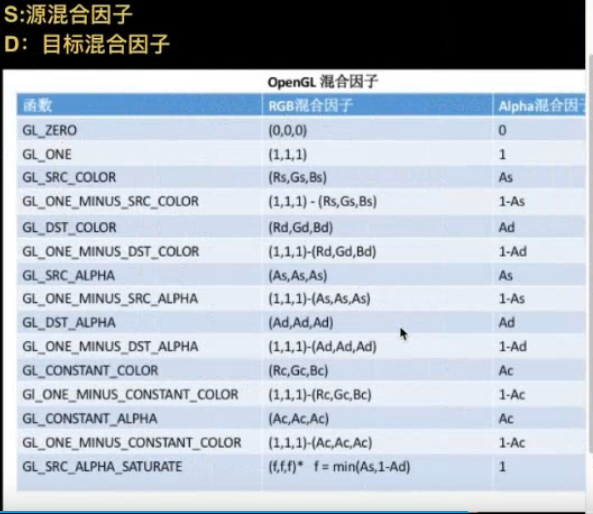 S:源混合因子
D：目标混合因子
OpenGL 混合因子
函数 RGB混合因子 Alpha混合因子
GL_ZERO (0,0,0) 0
GL_ONE (1,1,1) 1
GL_SRC_COLOR (Rs,Gs,Bs) As
GL_ONE_MINUS_SRC_COLOR (1,1,1) - (Rs,Gs,Bs) 1-As
GL_DST_COLOR (Rd,Gd,Bd) Ad
GL_ONE_MINUS_DST_COLOR (1,1,1)-(Rd,Gd,Bd) 1-Ad
GL_SRC_ALPHA (As,As,As) As
GL_ONE_MINUS_SRC_ALPHA (1,1,1)-(As,As,As) 1-As
GL_DST_ALPHA (Ad,Ad,Ad) Ad
GL_ONE_MINUS_DST_ALPHA (1,1,1)-(Ad,Ad,Ad) 1-Ad
GL_CONSTANT_COLOR (Rc,Gc,Bc) Ac
Gl_ONE_MINUS_CONSTANT_COLOR (1,1,1)-(Rc,Gc,Bc) 1-Ac
GL_CONSTANT_ALPHA (Ac,Ac,Ac) Ac
GL_ONE_MINUS_CONSTANT_COLOR (1,1,1)-(Ac,Ac,Ac) 1-Ac
GL_SRC_ALPHA_SATURATE (f,f,f)* f = min(As,1-Ad) 1